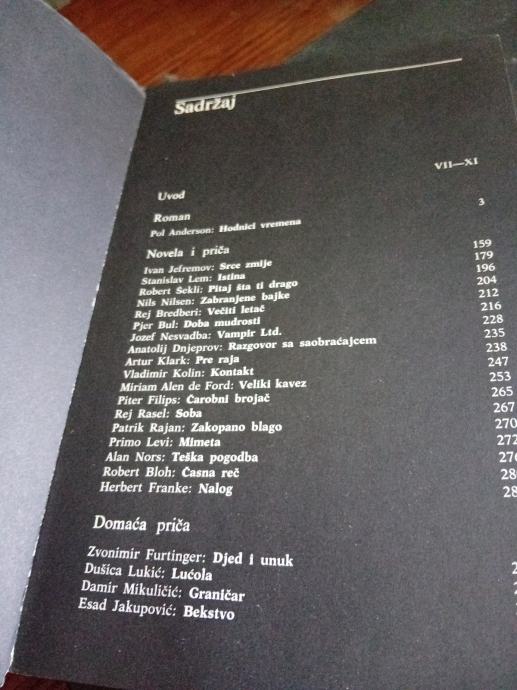 Sadržaj
Uvod VII—XI
Roman
Pol Anderson: Hodnici vremena 3
Novela i priča
Ivan Jefremov: Srce zmije 159
Stanislav Lem: Istina 179
Robert Sekli: Pitaj šta ti drago 196
Nils Nilsen: Zabranjene bajke 204
Rej Bredberi: Večiti letač 212
Pjer Bul: Doba mudrosti 216
Jozef Nesvadba: Vampir Ltd. 228
Anatolij Dnjeprov: Razgovor sa saobraćajcem 235
Artur Klark: Pre raja 238
Vladimir Kolin: Kontakt 247
Miriam Alen de Ford: Veliki kavez 253
Piter Filips: Čarobni brojač 265
Rej Rasel: Soba 267
Patrik Rajan: Zakopano blago 270
Primo Levi: Mimeta 272
Alan Nors: Teška pogodba
Robert Bloh: Časna reč
Herbert Franke: Nalog
Domaća priča
Zvonimir Furtinger: Djed i unuk
Dušica Lukić: Lućola
Damir Mikuličić: Graničar
Esad Jakupović: Bekstvo